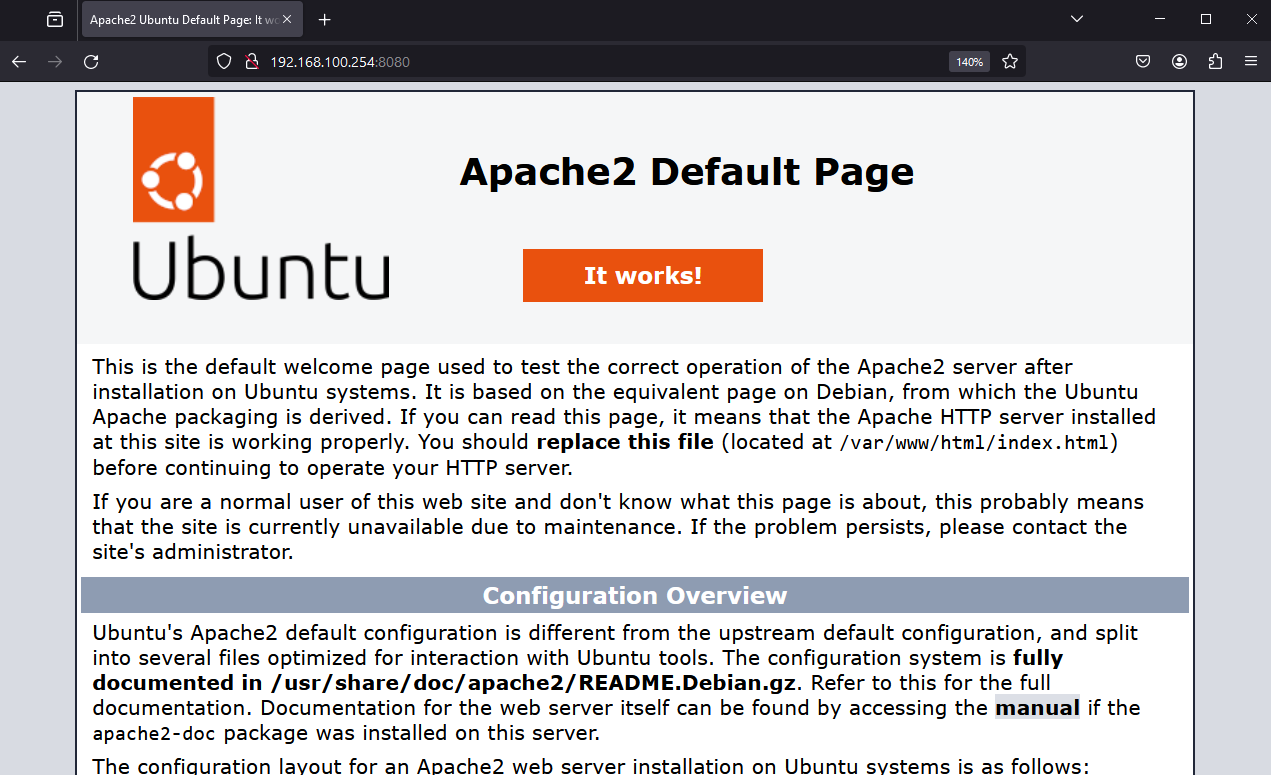 Apache2 Ubuntu Default Page: It wo
192.168.100.254:8080
140%
Ubuntu
Apache2 Default Page
It works!
This is the default welcome page used to test the correct operation of the Apache2 server after
installation on Ubuntu systems. It is based on the equivalent page on Debian, from which the Ubuntu
Apache packaging is derived. If you can read this page, it means that the Apache HTTP server installed
at this site is working properly. You should replace this file (located at /var/www/html/index.html)
before continuing to operate your HTTP server.
If you are a normal user of this web site and don't know what this page is about, this probably means
that the site is currently unavailable due to maintenance. If the problem persists, please contact the
site's administrator.
Configuration Overview
Ubuntu's Apache2 default configuration is different from the upstream default configuration, and split
into several files optimized for interaction with Ubuntu tools. The configuration system is fully
documented in /usr/share/doc/apache2/README.Debian.gz. Refer to this for the full
documentation. Documentation for the web server itself can be found by accessing the manual if the
apache2-doc package was installed on this server.
The configuration layout for an Apache2 web server installation on Ubuntu systems is as follows: